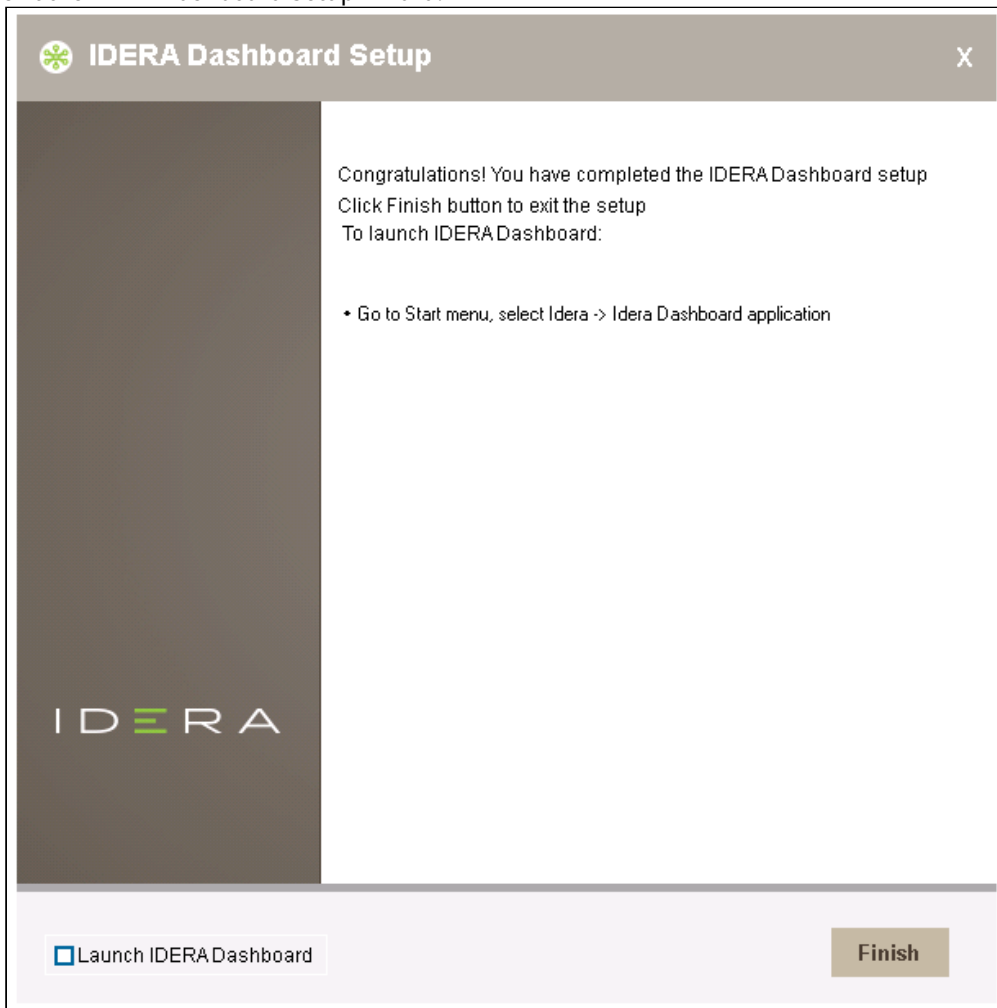 IDERA Dashboard Setup X
Congratulations! You have completed the IDERA Dashboard setup
Click Finish button to exit the setup
To launch IDERA Dashboard:
• Go to Start menu, select Idera -> Idera Dashboard application
IDERA
Launch IDERA Dashboard
Finish